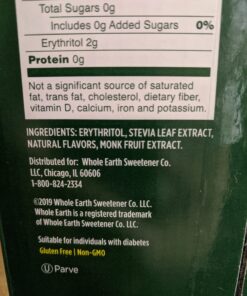 Total Sugars 0g
Includes 0g Added Sugars 0%
Erythritol 2g
Protein 0g
Not a significant source of saturated
fat, trans fat, cholesterol, dietary fiber,
vitamin D, calcium, iron and potassium.
INGREDIENTS: ERYTHRITOL, STEVIA LEAF EXTRACT,
NATURAL FLAVORS, MONK FRUIT EXTRACT.
Distributed for: Whole Earth Sweetener Co.
LLC, Chicago, IL 60606
1-800-824-2334
©2019 Whole Earth Sweetener Co. LLC.
Whole Earth is a registered trademark
of Whole Earth Sweetener Co. LLC.
Suitable for individuals with diabetes
Gluten Free | Non-GMO
U Parve